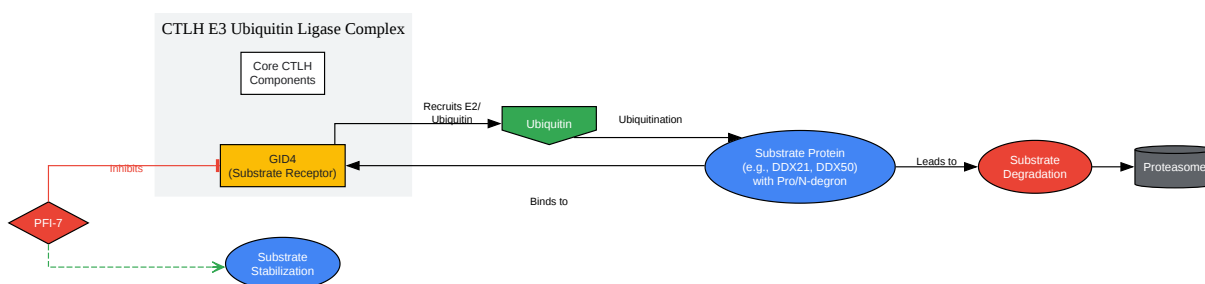 CTLH E3 Ubiquitin Ligase Complex
Core CTLH
Components
Recruits E2/
Ubiquitin
Ubiquitin
Ubiquitination
GID4
(Substrate Receptor)
Inhibits
Substrate Protein
(e.g., DDX21, DDX50)
with Pro/N-degron
Leads to
Substrate
Degradation
Proteasome
Binds to
PFI-7
Substrate
Stabilization